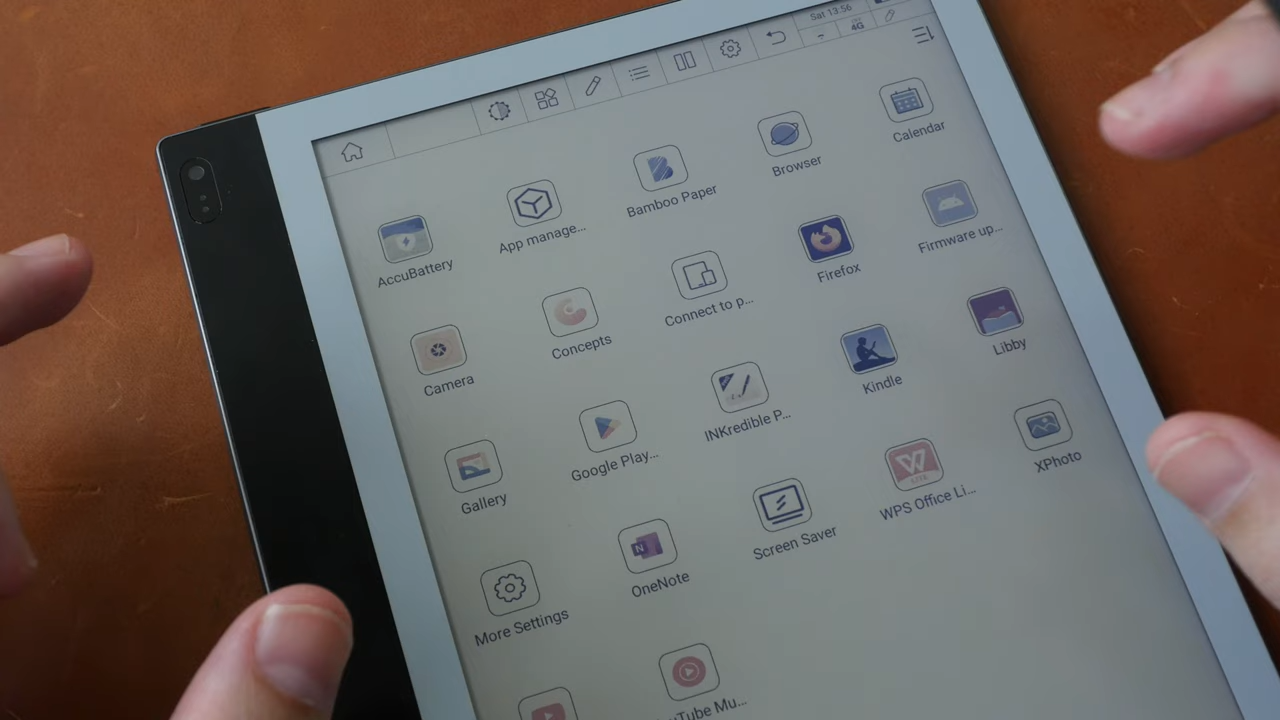 Sat 13:56
4G
AccuBattery
App manage...
Bamboo Paper
Browser
Calendar
Camera
Concepts
Connect to p...
Firefox
Firmware up...
Gallery
Google Play...
INKredible P...
Kindle
Libby
More Settings
N
OneNote
Screen Saver
W
LITE
WPS Office Li...
XPhoto
uTube Mu...